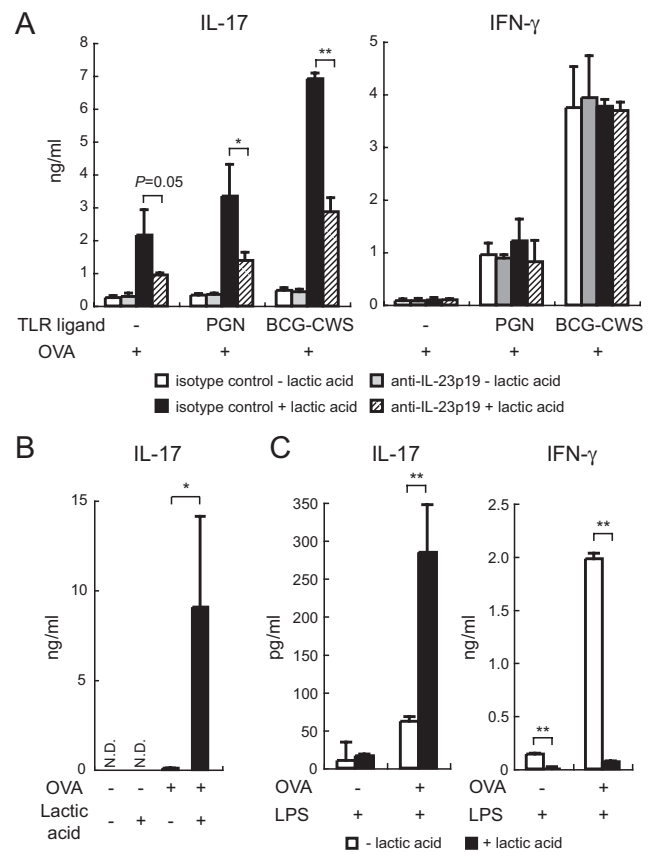 A
IL-17
IFN-γ
ng/ml
8
7
6
5
4
3
2
1
0
P=0.05
*
**
5
4
3
2
1
0
TLR ligand - PGN BCG-CWS - PGN BCG-CWS
OVA + + + + + +
isotype control - lactic acid anti-IL-23p19 - lactic acid
isotype control + lactic acid anti-IL-23p19 + lactic acid
B
IL-17
ng/ml
15
10
5
0
N.D.
N.D.
*
OVA - - + +
Lactic acid - + - +
C
IL-17
pg/ml
350
300
250
200
150
100
50
0
**
OVA - +
LPS + +
IFN-γ
ng/ml
2.5
2.0
1.5
1.0
0.5
0
**
**
- +
+ +
- lactic acid + lactic acid